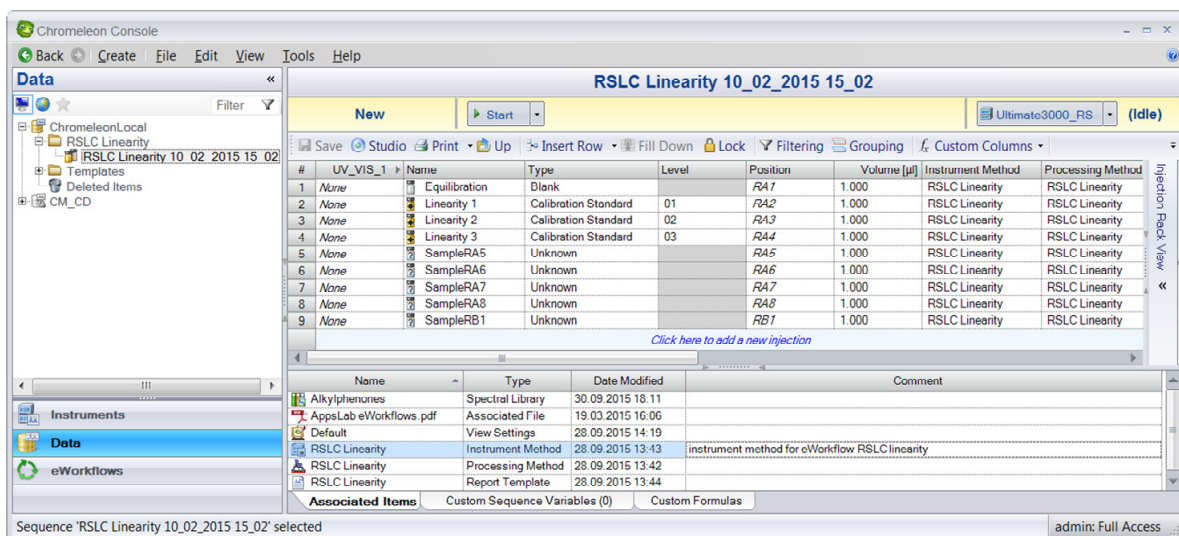 Chromeleon Console
Back Create File Edit View Tools Help
Data «
Filter
ChromeleonLocal
RSLC Linearity
RSLC Linearity 10_02_2015 15_02
Templates
Deleted Items
CM_CD
Instruments
Data
eWorkflows
RSLC Linearity 10_02_2015 15_02
New Start Ultimate3000_RS (Idle)
Save Studio Print Up Insert Row Fill Down Lock Filtering Grouping fx Custom Columns
# UV_VIS_1 Name Type Level Position Volume [µl] Instrument Method Processing Method
1 None Equilibration Blank RA1 1.000 RSLC Linearity RSLC Linearity
2 None Linearity 1 Calibration Standard 01 RA2 1.000 RSLC Linearity RSLC Linearity
3 None Linearity 2 Calibration Standard 02 RA3 1.000 RSLC Linearity RSLC Linearity
4 None Linearity 3 Calibration Standard 03 RA4 1.000 RSLC Linearity RSLC Linearity
5 None SampleRA5 Unknown RA5 1.000 RSLC Linearity RSLC Linearity
6 None SampleRA6 Unknown RA6 1.000 RSLC Linearity RSLC Linearity
7 None SampleRA7 Unknown RA7 1.000 RSLC Linearity RSLC Linearity
8 None SampleRA8 Unknown RA8 1.000 RSLC Linearity RSLC Linearity
9 None SampleRB1 Unknown RB1 1.000 RSLC Linearity RSLC Linearity
Click here to add a new injection
Injection Rack View «
Name Type Date Modified Comment
Alkylphenones Spectral Library 30.09.2015 18.11
AppsLab eWorkflows.pdf Associated File 19.03.2015 16:06
Default View Settings 28.09.2015 14:19
RSLC Linearity Instrument Method 28.09.2015 13:43 instrument method for eWorkflow RSLC linearity
RSLC Linearity Processing Method 28.09.2015 13:42
RSLC Linearity Report Template 28.09.2015 13:44
Associated Items Custom Sequence Variables (0) Custom Formulas
Sequence 'RSLC Linearity 10_02_2015 15_02' selected admin: Full Access